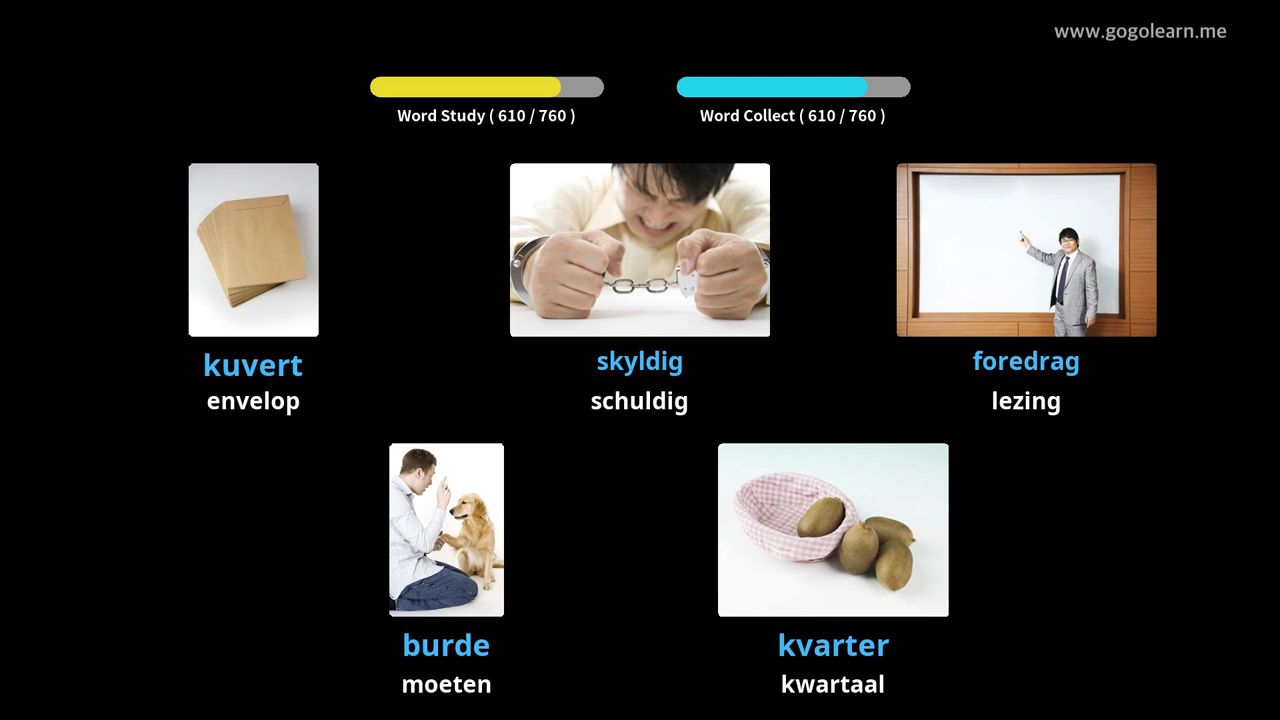 www.gogolearn.me
Word Study ( 610 / 760 )
Word Collect ( 610 / 760 )
kuvert
envelop
skyldig
schuldig
foredrag
lezing
burde
moeten
kvarter
kwartaal